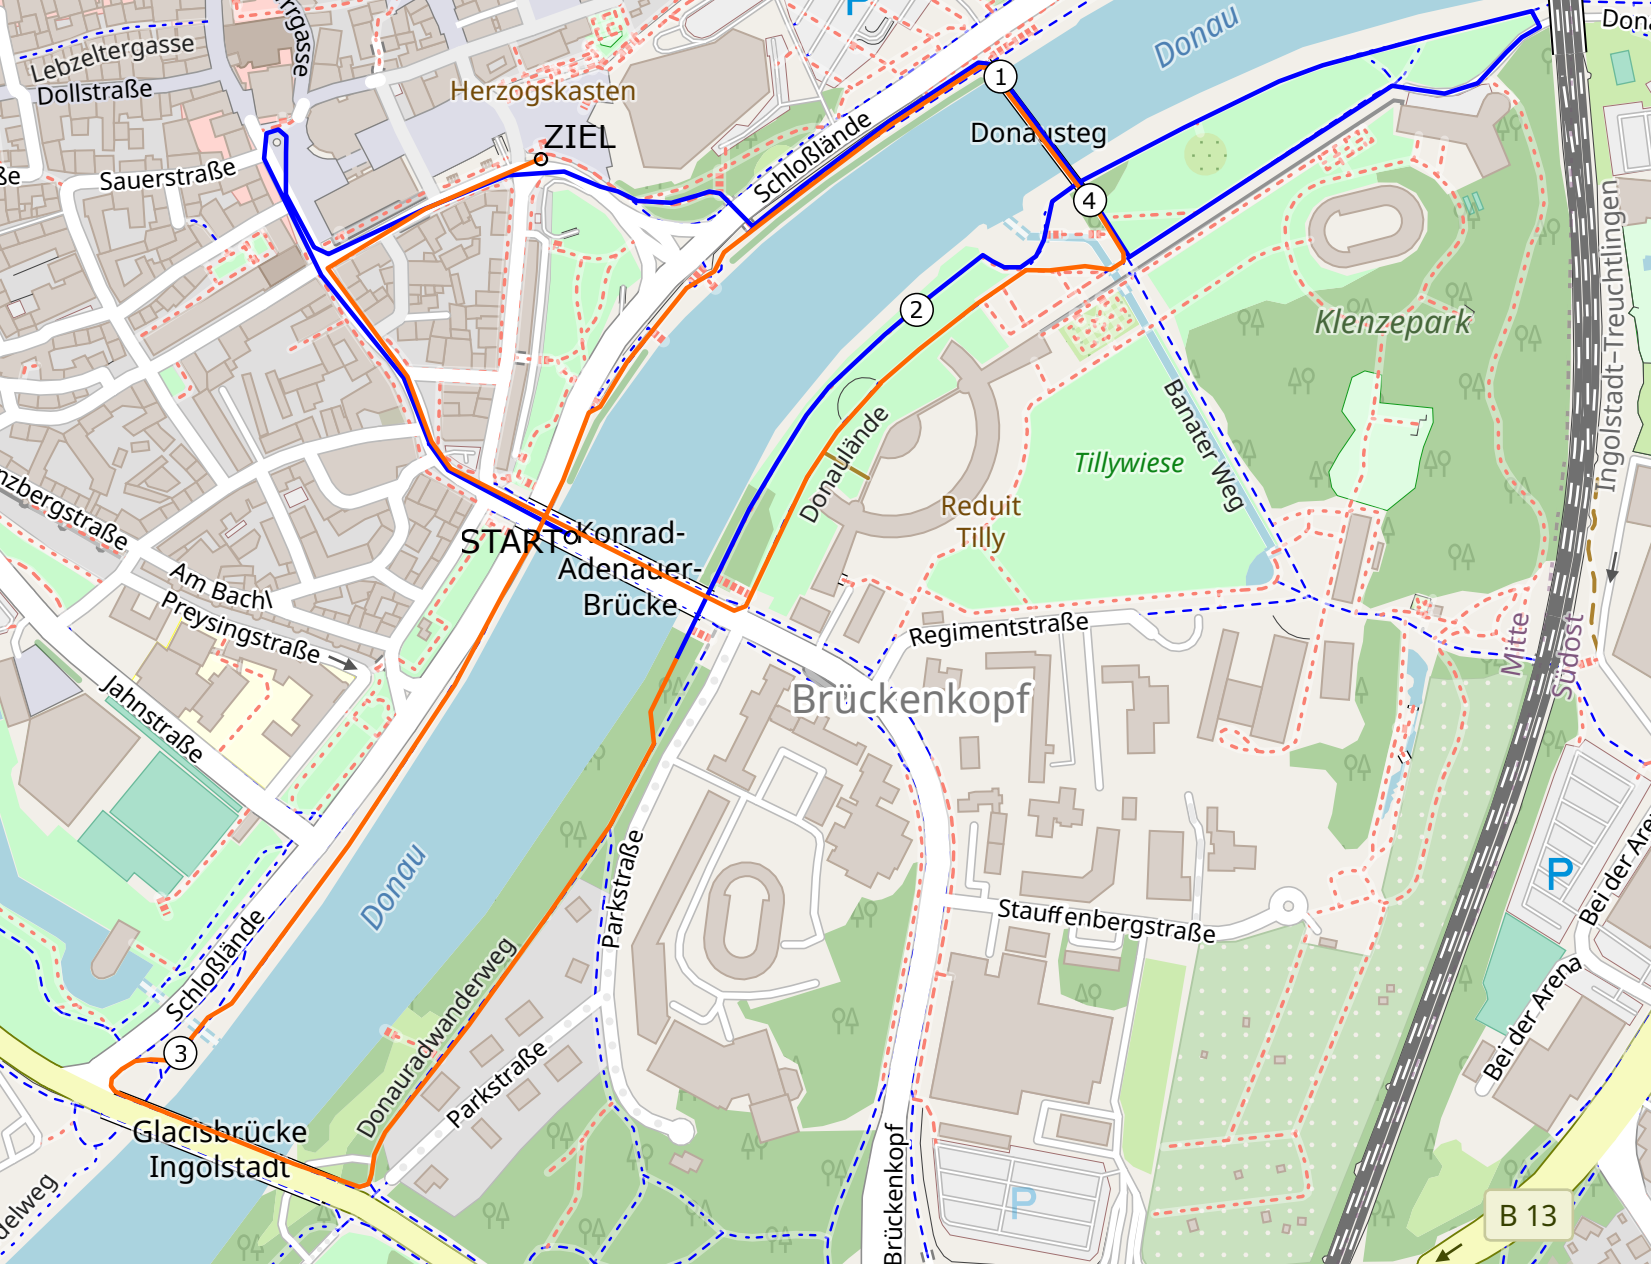 P
Donau
Lebzeltergasse
Dollstraße
Herzogskasten
ZIEL
1
Donausteg
Schloßlände
Sauerstraße
4
2
Klenzepark
Ingolstadt-Treuchtlingen
Banater Weg
Donaulände
Tillywiese
Reduit
Tilly
START
Konrad-
Adenauer-
Brücke
Am Bachl
Preysingstraße
Regimentstraße
Mitte
Südost
Jahnstraße
Brückenkopf
Donau
Parkstraße
P
Bei der Arena
Stauffenbergstraße
Schloßlände
Donauradwanderweg
Bei der Arena
3
Parkstraße
Glacisbrücke
Ingolstadt
Brückenkopf
P
B 13